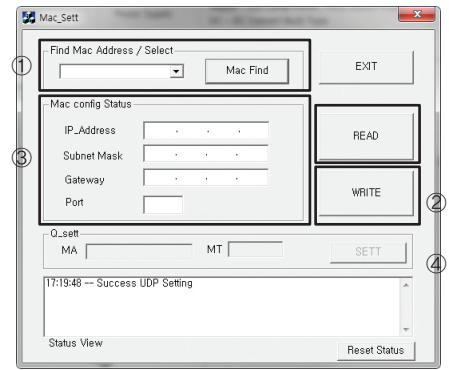 Mac_Sett
Find Mac Address / Select
① Mac Find EXIT
Mac config Status
IP_Address . . .
READ
③ Subnet Mask . . .
Gateway . . .
WRITE
Port
②
Q_sett
MA MT SETT
④
17:19:48 -- Success UDP Setting
Status View
Reset Status